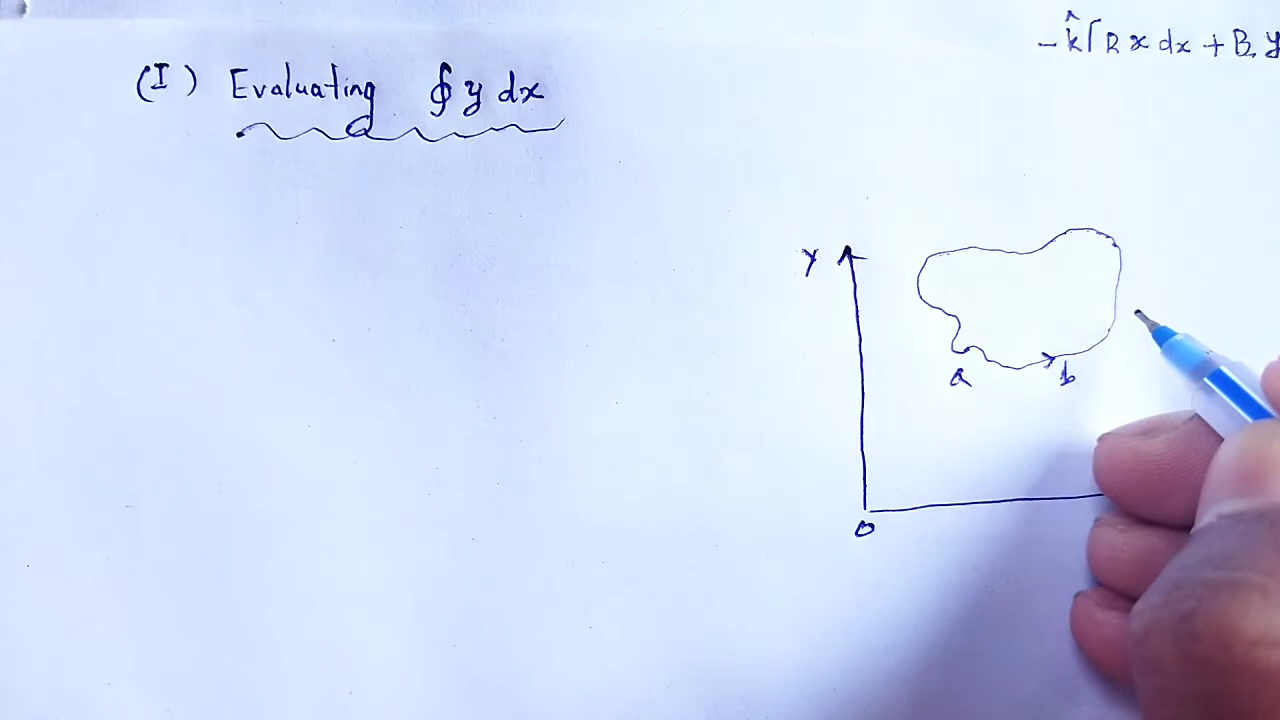 (I) Evaluating ∮ y dx
x dx + B, y
Y
a
b
O